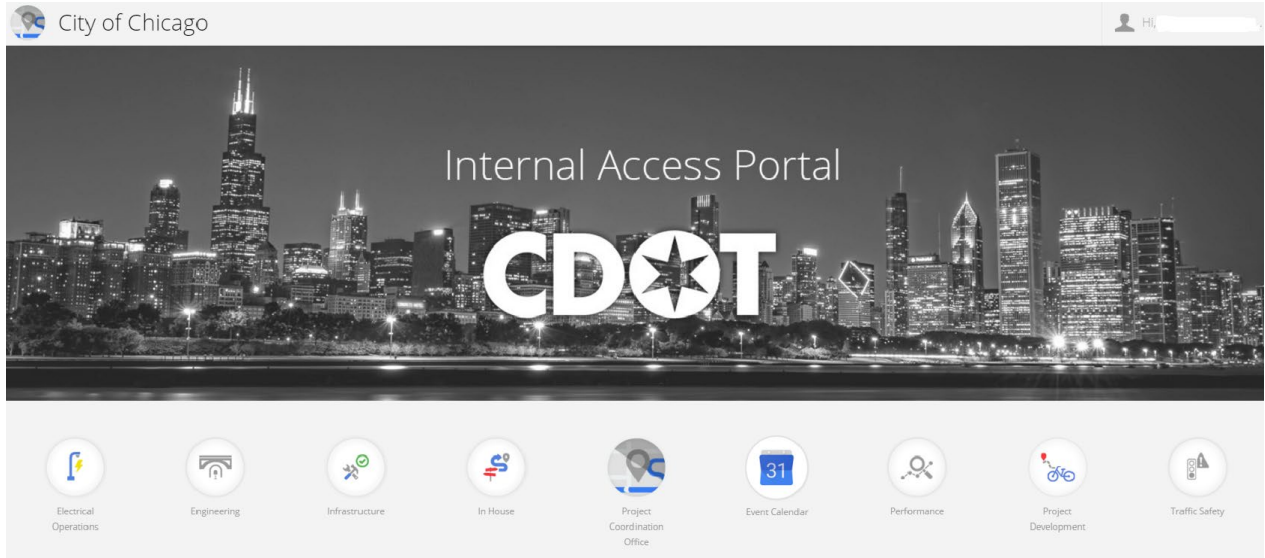 City of Chicago
Hi,
Internal Access Portal
CDOT
31
Electrical
Operations
Engineering
Infrastructure
In House
Project
Coordination
Office
Event Calendar
Performance
Project
Development
Traffic Safety